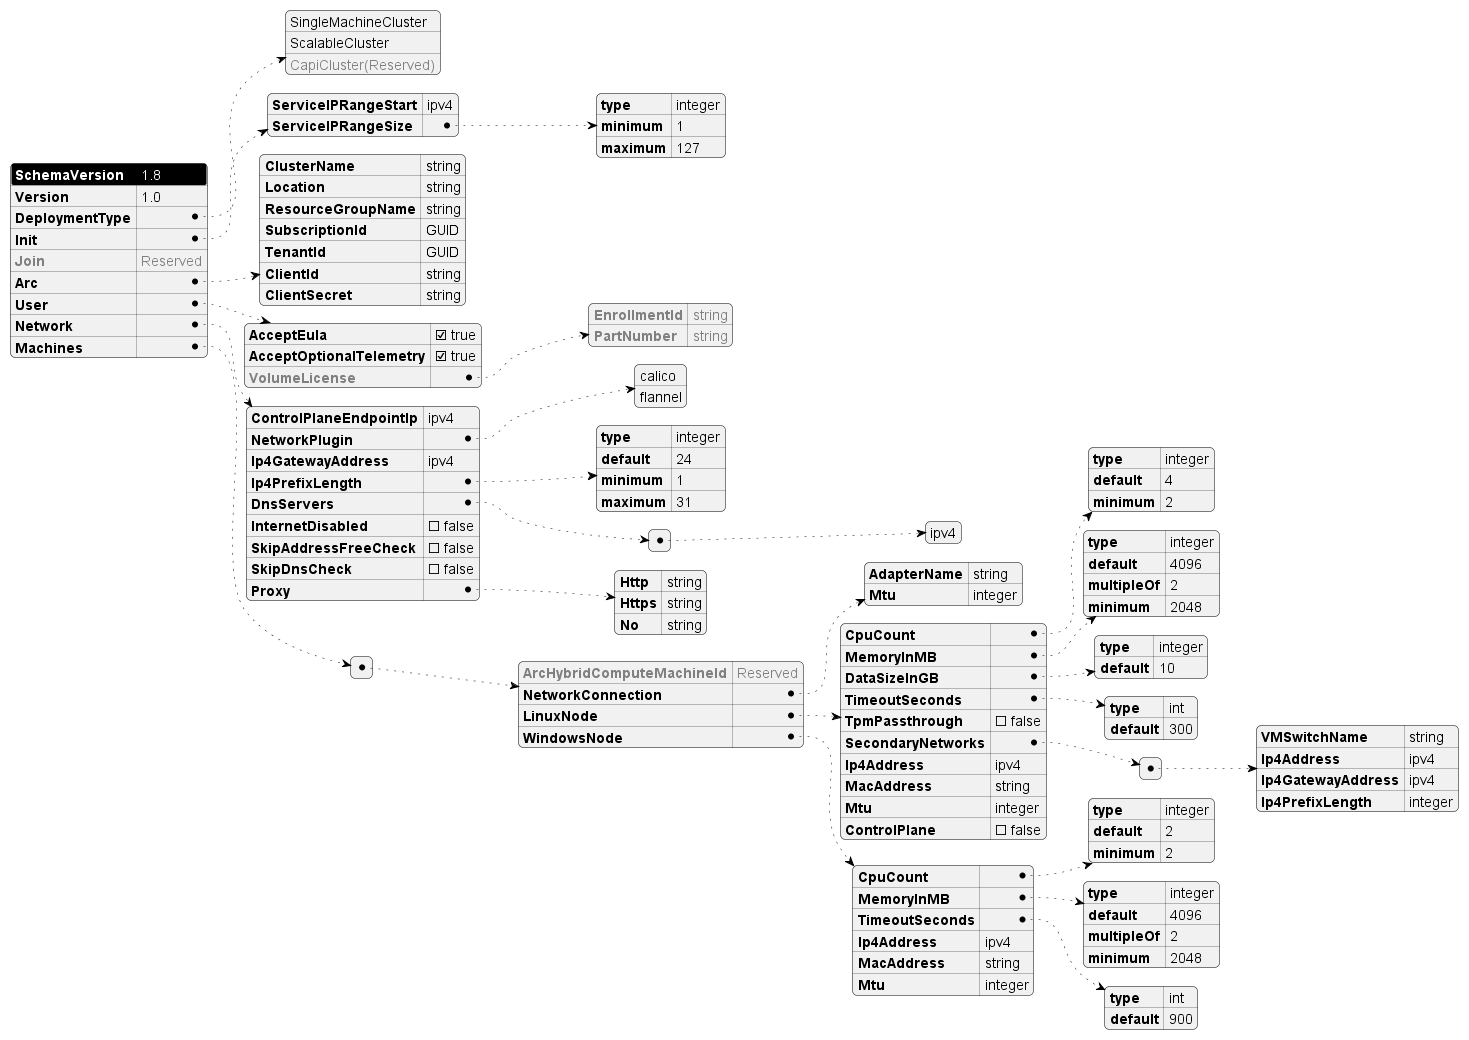 SingleMachineCluster
ScalableCluster
CapiCluster(Reserved)
ServiceIPRangeStart ipv4
ServiceIPRangeSize
type integer
minimum 1
maximum 127
SchemaVersion 1.8
Version 1.0
DeploymentType
Init
Join Reserved
Arc
User
Network
Machines
ClusterName string
Location string
ResourceGroupName string
SubscriptionId GUID
TenantId GUID
ClientId string
ClientSecret string
AcceptEula ☑ true
AcceptOptionalTelemetry ☑ true
VolumeLicense
EnrollmentId string
PartNumber string
ControlPlaneEndpointIp ipv4
NetworkPlugin
Ip4GatewayAddress ipv4
Ip4PrefixLength
DnsServers
InternetDisabled ☐ false
SkipAddressFreeCheck ☐ false
SkipDnsCheck ☐ false
Proxy
calico
flannel
type integer
default 24
minimum 1
maximum 31
ipv4
Http string
Https string
No string
ArcHybridComputeMachineId Reserved
NetworkConnection
LinuxNode
WindowsNode
AdapterName string
Mtu integer
CpuCount
MemoryInMB
DataSizeInGB
TimeoutSeconds
TpmPassthrough ☐ false
SecondaryNetworks
Ip4Address ipv4
MacAddress string
Mtu integer
ControlPlane ☐ false
type integer
default 4
minimum 2
type integer
default 4096
multipleOf 2
minimum 2048
type integer
default 10
type int
default 300
VMSwitchName string
Ip4Address ipv4
Ip4GatewayAddress ipv4
Ip4PrefixLength integer
CpuCount
MemoryInMB
TimeoutSeconds
Ip4Address ipv4
MacAddress string
Mtu integer
type integer
default 2
minimum 2
type integer
default 4096
multipleOf 2
minimum 2048
type int
default 900